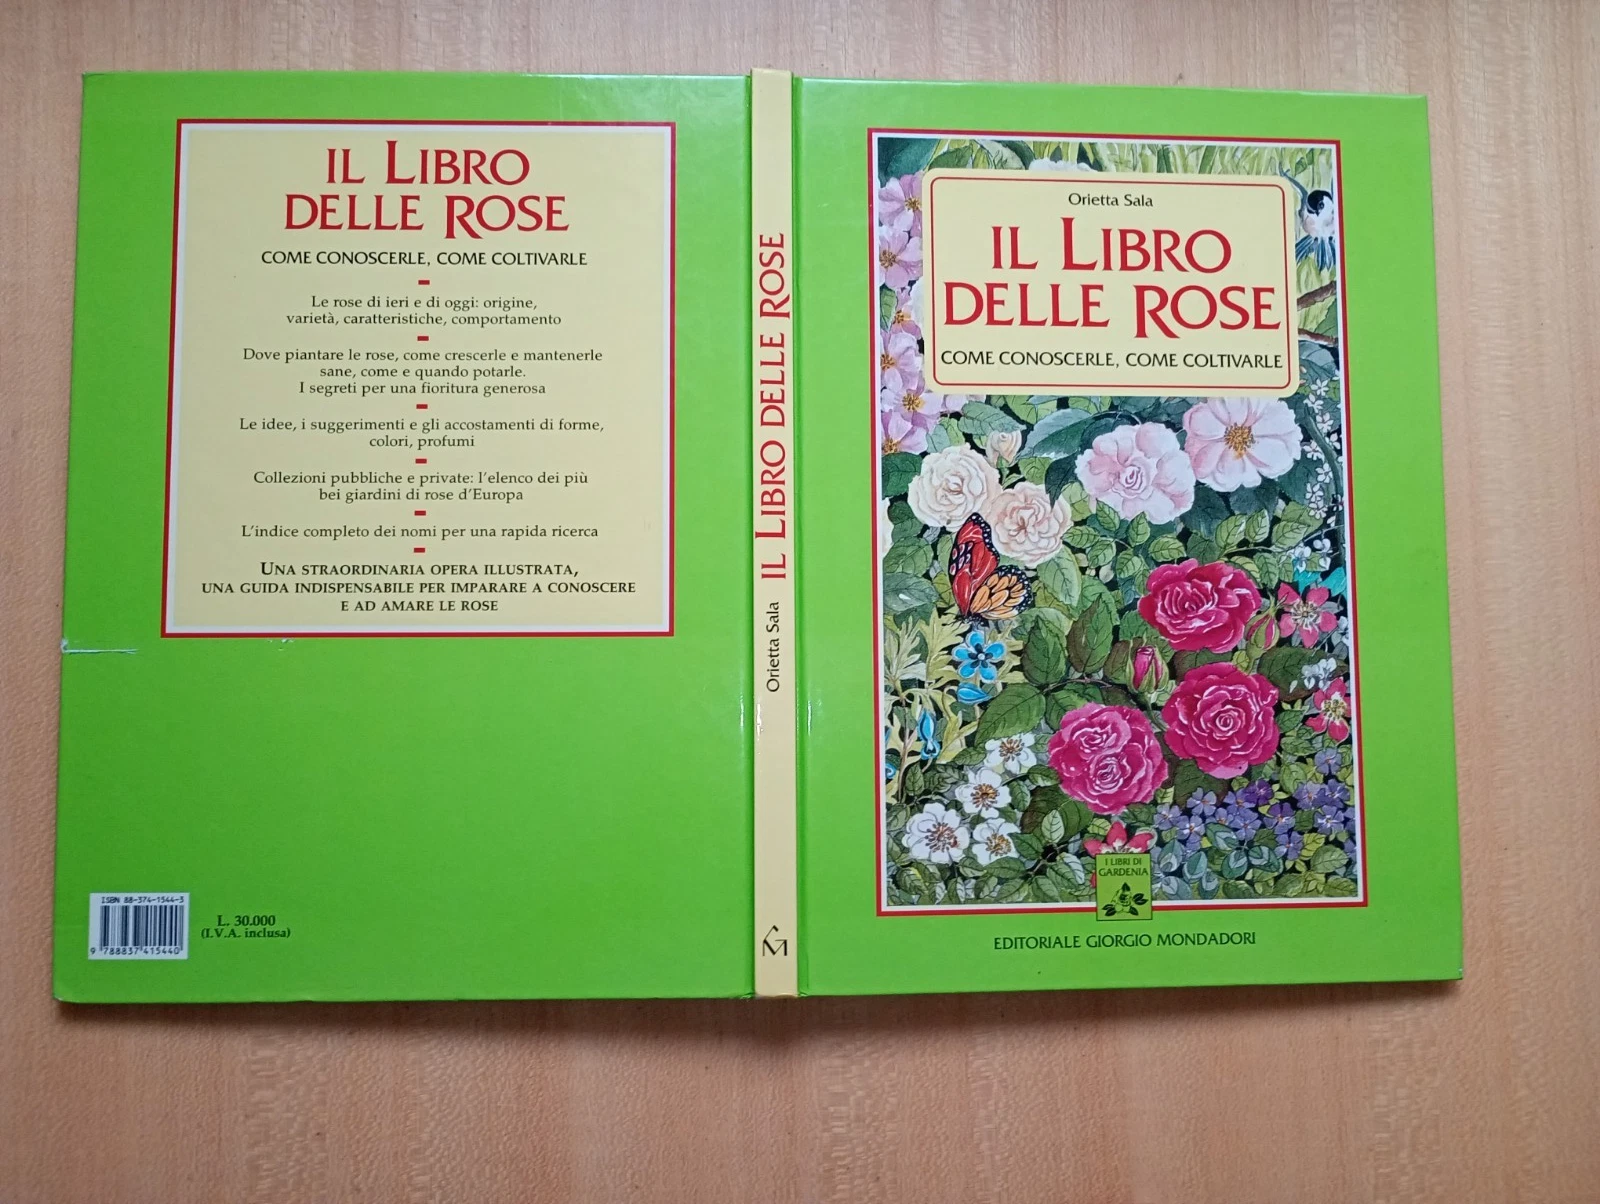 IL LIBRO
DELLE ROSE
COME CONOSCERLE, COME COLTIVARLE
Le rose di ieri e di oggi: origine,
varietà, caratteristiche, comportamento
Dove piantare le rose, come crescerle e mantenerle
sane, come e quando potarle.
I segreti per una fioritura generosa
Le idee, i suggerimenti e gli accostamenti di forme,
colori, profumi
Collezioni pubbliche e private: l'elenco dei più
bei giardini di rose d'Europa
L'indice completo dei nomi per una rapida ricerca
UNA STRAORDINARIA OPERA ILLUSTRATA,
UNA GUIDA INDISPENSABILE PER IMPARARE A CONOSCERE
E AD AMARE LE ROSE
ISBN 88-374-1544-3
9 788837 415440
L. 30.000
(I.V.A. inclusa)
Orietta Sala IL LIBRO DELLE ROSE
Orietta Sala
IL LIBRO
DELLE ROSE
COME CONOSCERLE, COME COLTIVARLE
I LIBRI DI
GARDENIA
EDITORIALE GIORGIO MONDADORI